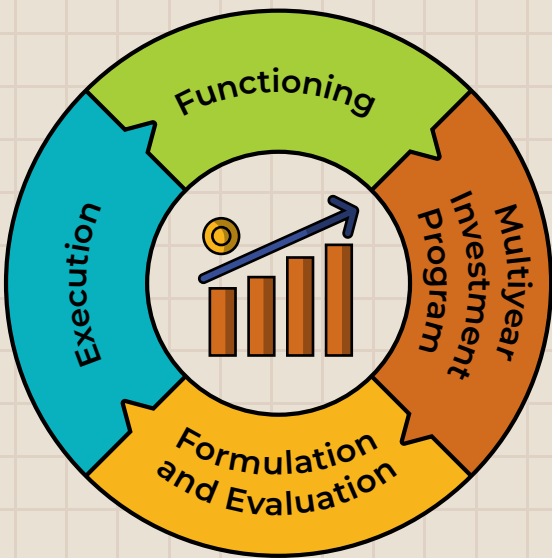 Functioning
Multiyear
Investment
Program
Formulation
and Evaluation
Execution